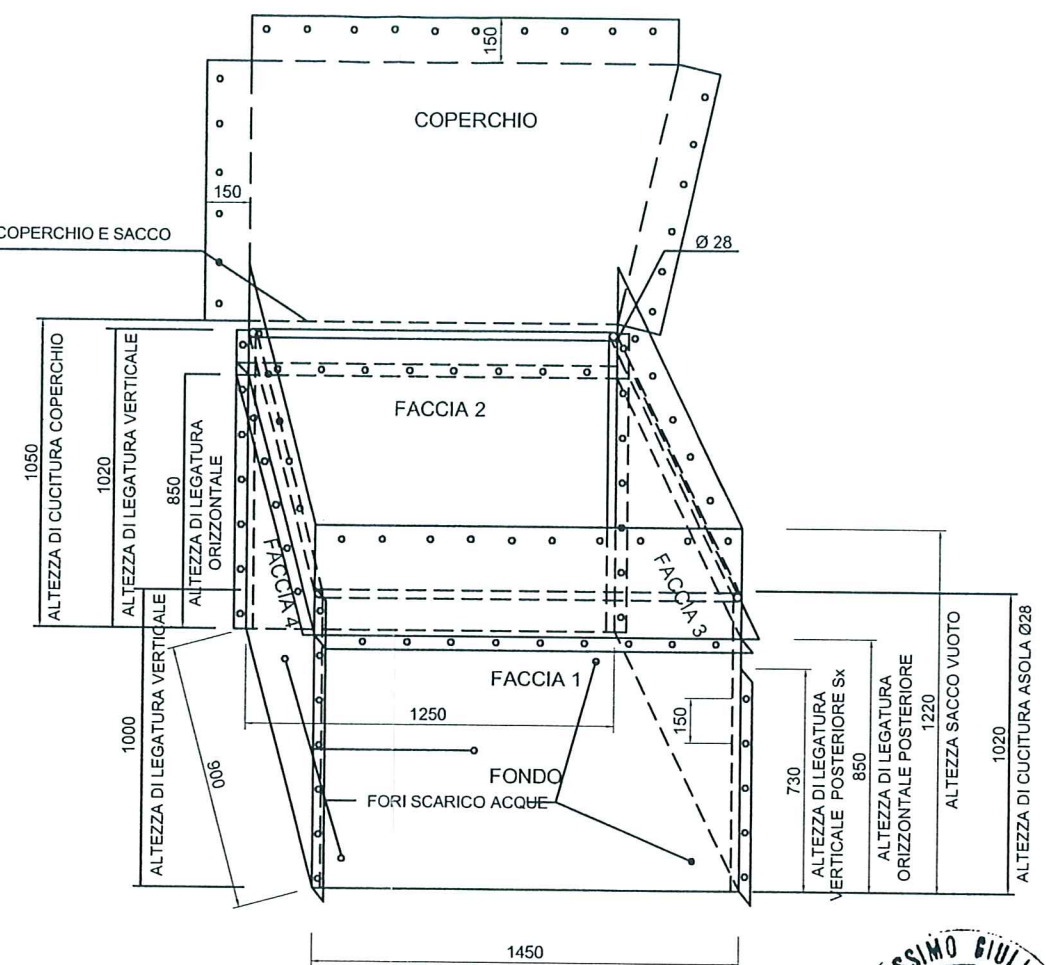 150
COPERCHIO
150
COPERCHIO E SACCO
Ø 28
FACCIA 2
1050
ALTEZZA DI CUCITURA COPERCHIO
1020
ALTEZZA DI LEGATURA VERTICALE
850
ALTEZZA DI LEGATURA
ORIZZONTALE
FACCIA 4
FACCIA 3
1000
ALTEZZA DI LEGATURA VERTICALE
900
FACCIA 1
1250
150
FONDO
FORI SCARICO ACQUE
730
ALTEZZA DI LEGATURA
VERTICALE POSTERIORE Sx
850
ALTEZZA DI LEGATURA
ORIZZONTALE POSTERIORE
1220
ALTEZZA SACCO VUOTO
1020
ALTEZZA DI CUCITURA ASOLA Ø28
1450